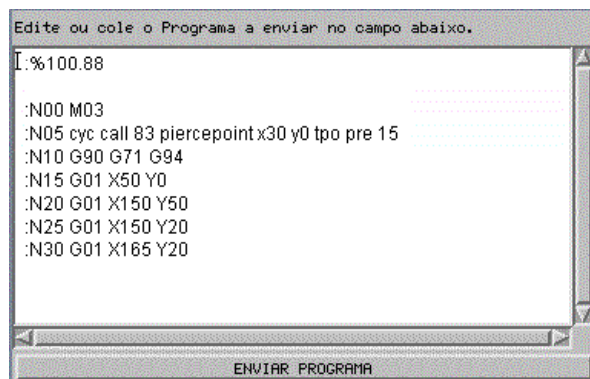 Edite ou cole o Programa a enviar no campo abaixo.
:%100.88
:N00 M03
:N05 cyc call 83 piercepoint x30 y0 tpo pre 15
:N10 G90 G71 G94
:N15 G01 X50 Y0
:N20 G01 X150 Y50
:N25 G01 X150 Y20
:N30 G01 X165 Y20
ENVIAR PROGRAMA